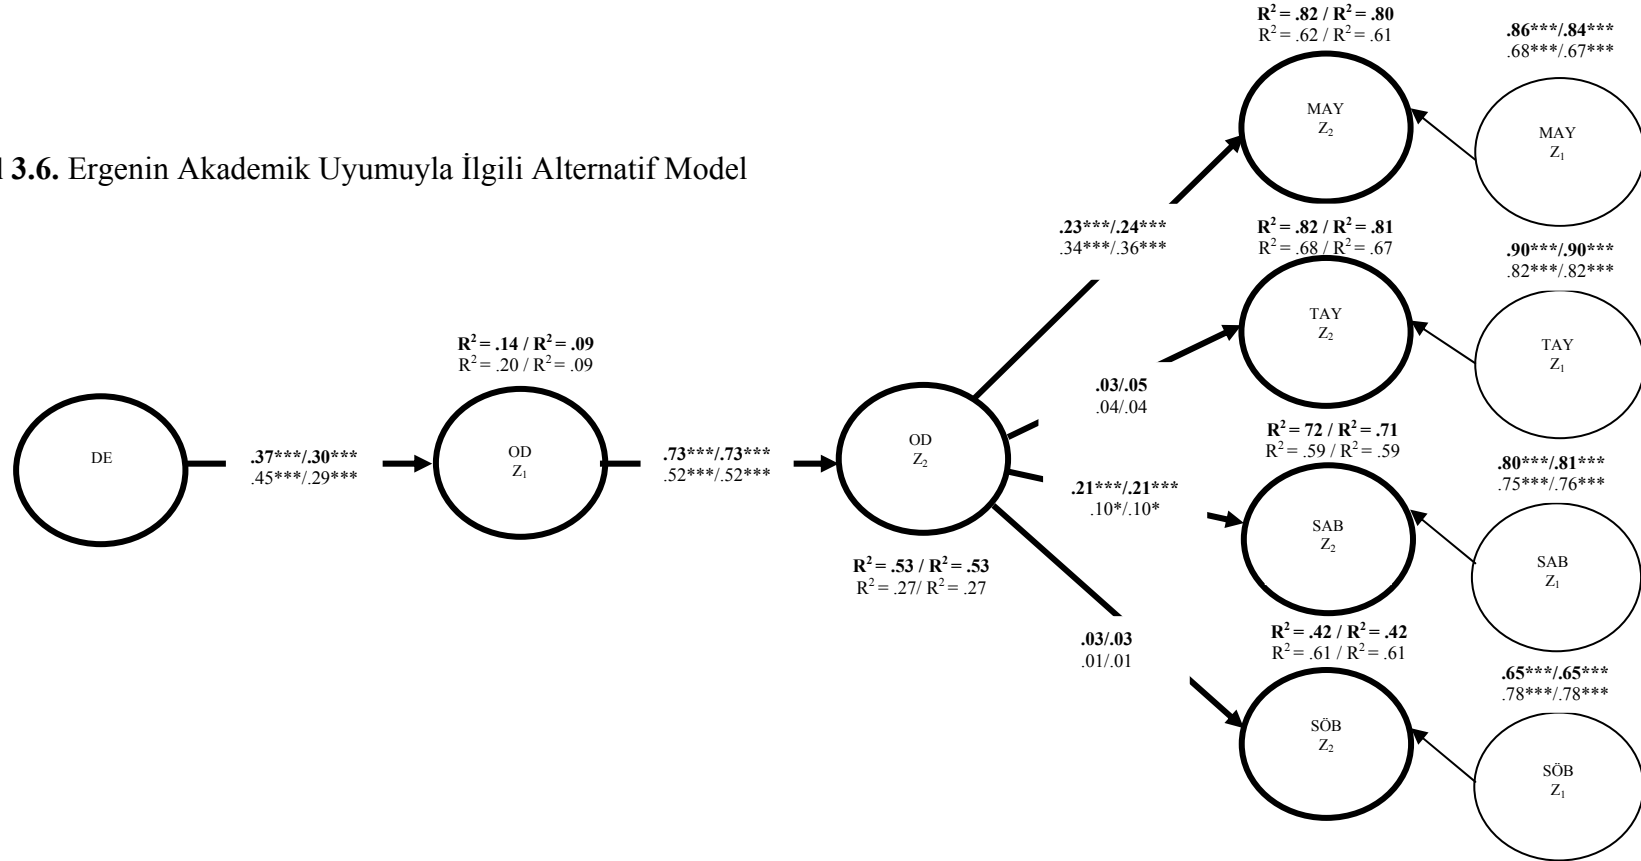 R² = .82 / R² = .80
R² = .62 / R² = .61
.86***/.84***
.68***/.67***
MAY
Z₂
MAY
Z₁
l 3.6. Ergenin Akademik Uyumuyla İlgili Alternatif Model
.23***/.24***
.34***/.36***
R² = .82 / R² = .81
R² = .68 / R² = .67
.90***/.90***
.82***/.82***
TAY
Z₂
TAY
Z₁
R² = .14 / R² = .09
R² = .20 / R² = .09
.03/.05
.04/.04
DE
.37***/.30***
.45***/.29***
OD
Z₁
.73***/.73***
.52***/.52***
OD
Z₂
R² = 72 / R² = .71
R² = .59 / R² = .59
.80***/.81***
.75***/.76***
.21***/.21***
.10*/.10*
SAB
Z₂
SAB
Z₁
R² = .53 / R² = .53
R² = .27/ R² = .27
.03/.03
.01/.01
R² = .42 / R² = .42
R² = .61 / R² = .61
.65***/.65***
.78***/.78***
SÖB
Z₂
SÖB
Z₁